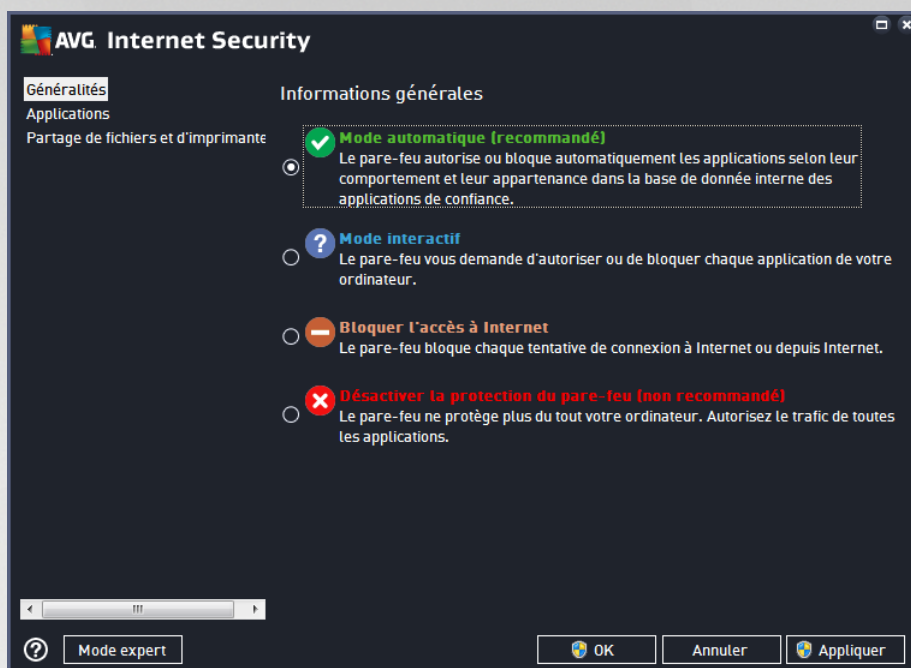 AVG Internet Security
Généralités
Applications
Partage de fichiers et d'imprimante
Informations générales
Mode automatique (recommandé)
Le pare-feu autorise ou bloque automatiquement les applications selon leur
comportement et leur appartenance dans la base de donnée interne des
applications de confiance.
Mode interactif
Le pare-feu vous demande d'autoriser ou de bloquer chaque application de votre
ordinateur.
Bloquer l'accès à Internet
Le pare-feu bloque chaque tentative de connexion à Internet ou depuis Internet.
Désactiver la protection du pare-feu (non recommandé)
Le pare-feu ne protège plus du tout votre ordinateur. Autorisez le trafic de toutes
les applications.
Mode expert
OK
Annuler
Appliquer